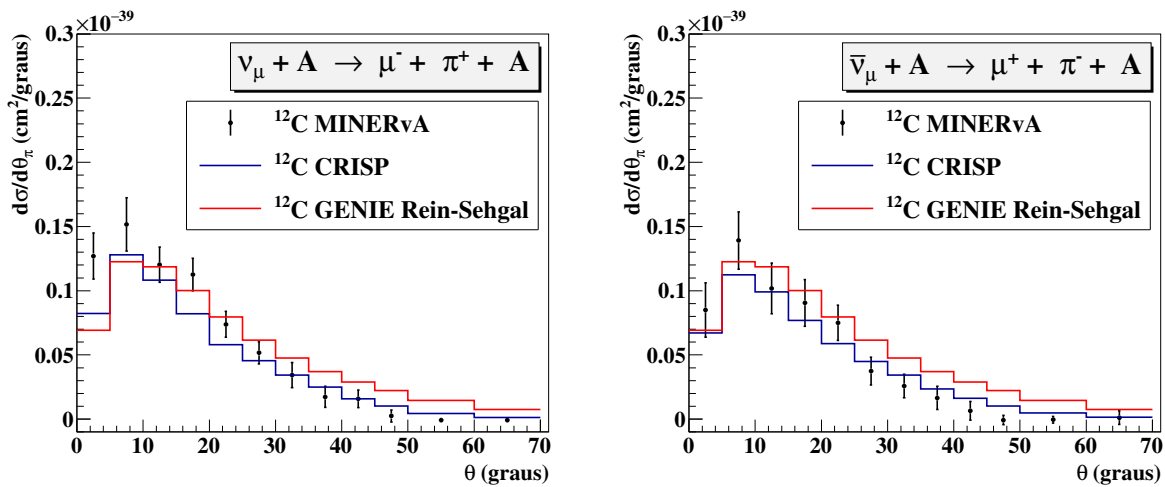 ×10⁻³⁹
0.3
0.25
0.2
0.15
0.1
0.05
0
dσ/dθ_π (cm²/graus)
ν_μ + A → μ⁻ + π⁺ + A
¹²C MINERvA
¹²C CRISP
¹²C GENIE Rein-Sehgal
0 10 20 30 40 50 60 70
θ (graus)
×10⁻³⁹
0.3
0.25
0.2
0.15
0.1
0.05
0
dσ/dθ_π (cm²/graus)
ν̅_μ + A → μ⁺ + π⁻ + A
¹²C MINERvA
¹²C CRISP
¹²C GENIE Rein-Sehgal
0 10 20 30 40 50 60 70
θ (graus)